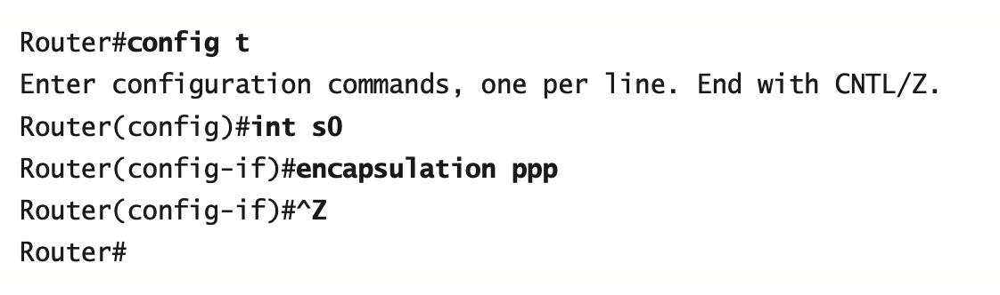 Router#config t
Enter configuration commands, one per line. End with CNTL/Z.
Router(config)#int s0
Router(config-if)#encapsulation ppp
Router(config-if)#^Z
Router#